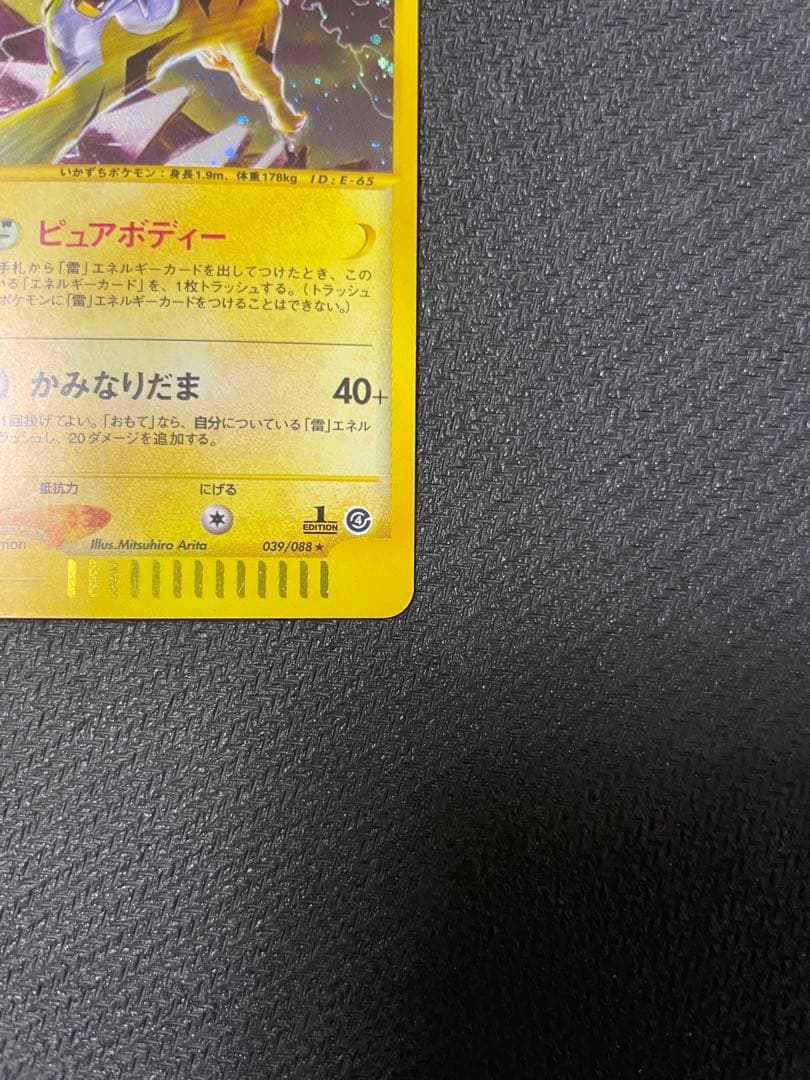 いかずちポケモン：身長1.9m、体重178kg ID:E-65
ピュアボディー
手札から「雷」エネルギーカードを出してつけたとき、この
いる「エネルギーカード」を、1枚トラッシュする。（トラッシュ
ポケモンに「雷」エネルギーカードをつけることはできない。）
かみなりだま 40+
1回投げてよい。「おもて」なら、自分についている「雷」エネル
ラッシュし、20ダメージを追加する。
抵抗力 にげる
1 EDITION 4
mon Illus.Mitsuhiro Arita 039/088★